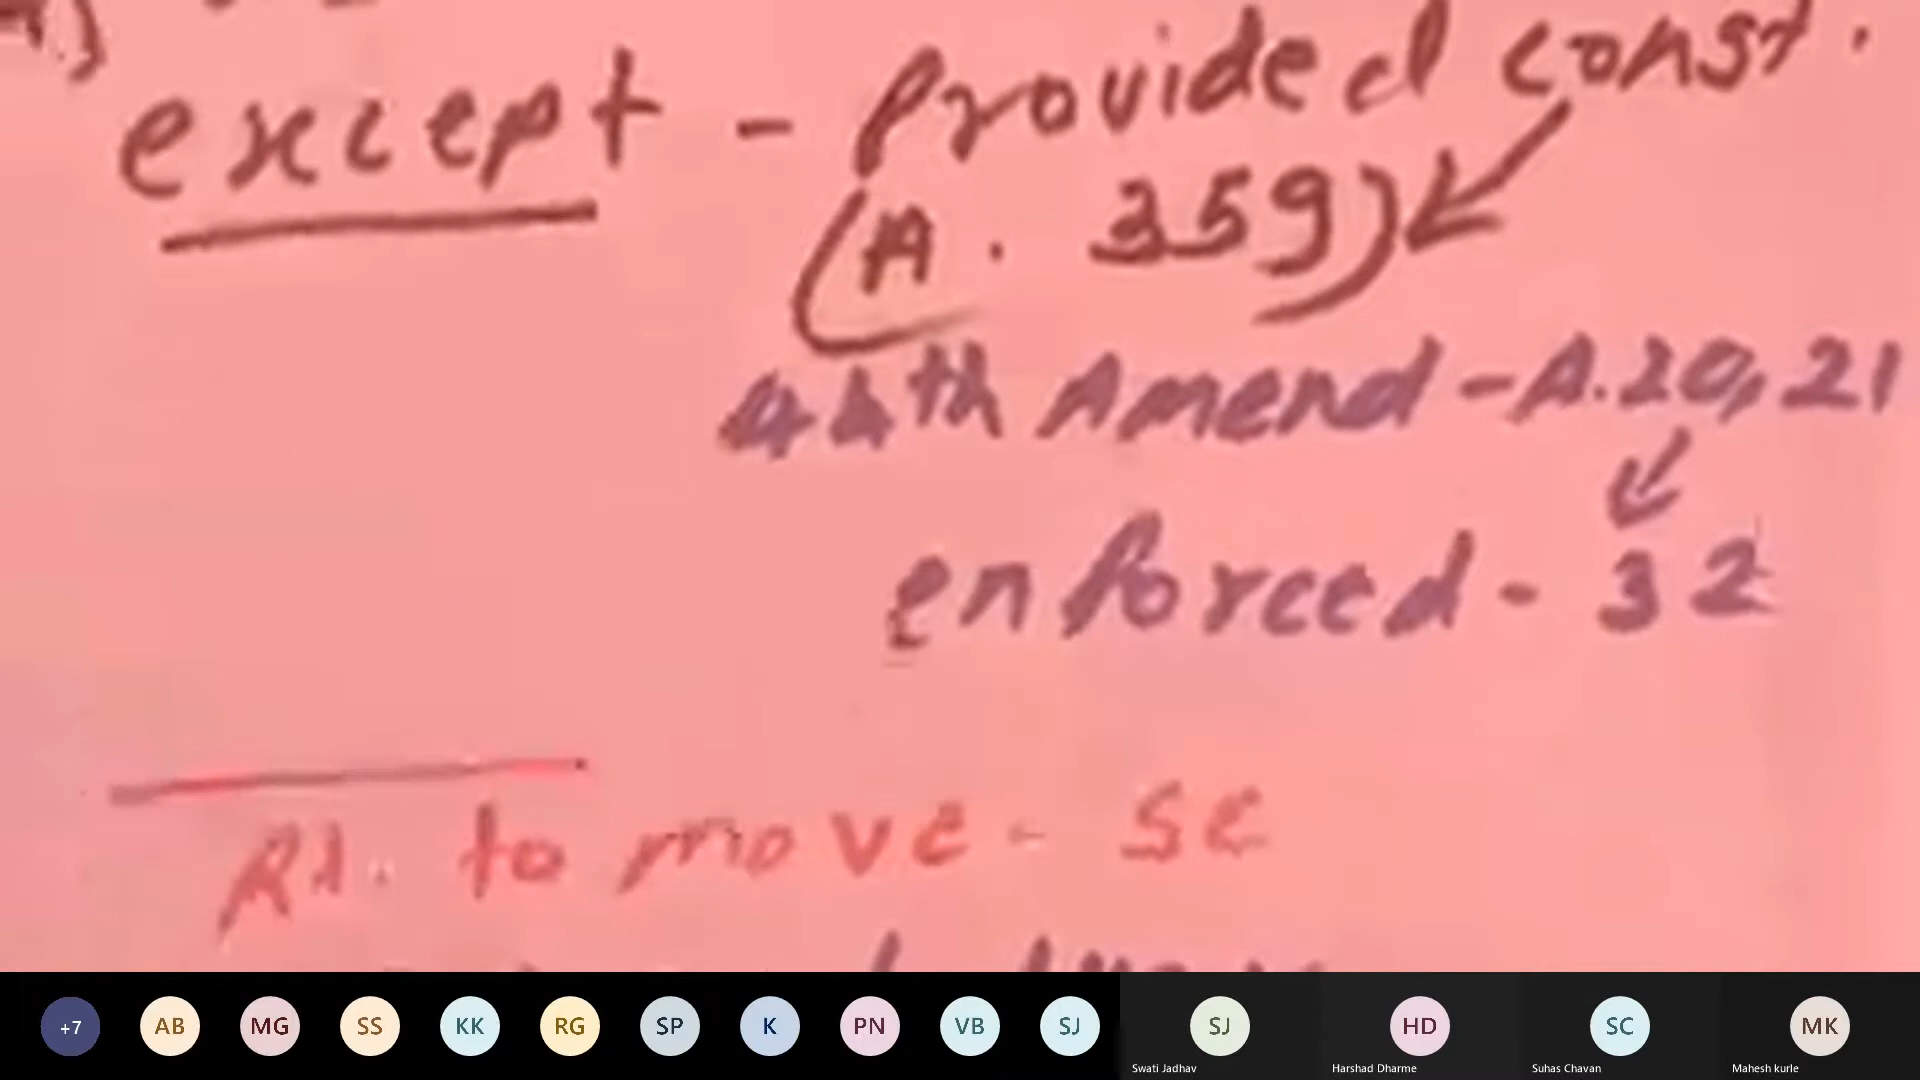 except - Provided const.
(A. 359)
44th Amend - A. 20, 21
enforced - 32
Rt. to move - SC
+7 AB MG SS KK RG SP K PN VB SJ SJ HD SC MK
Swati Jadhav Harshad Dharme Suhas Chavan Mahesh kurle